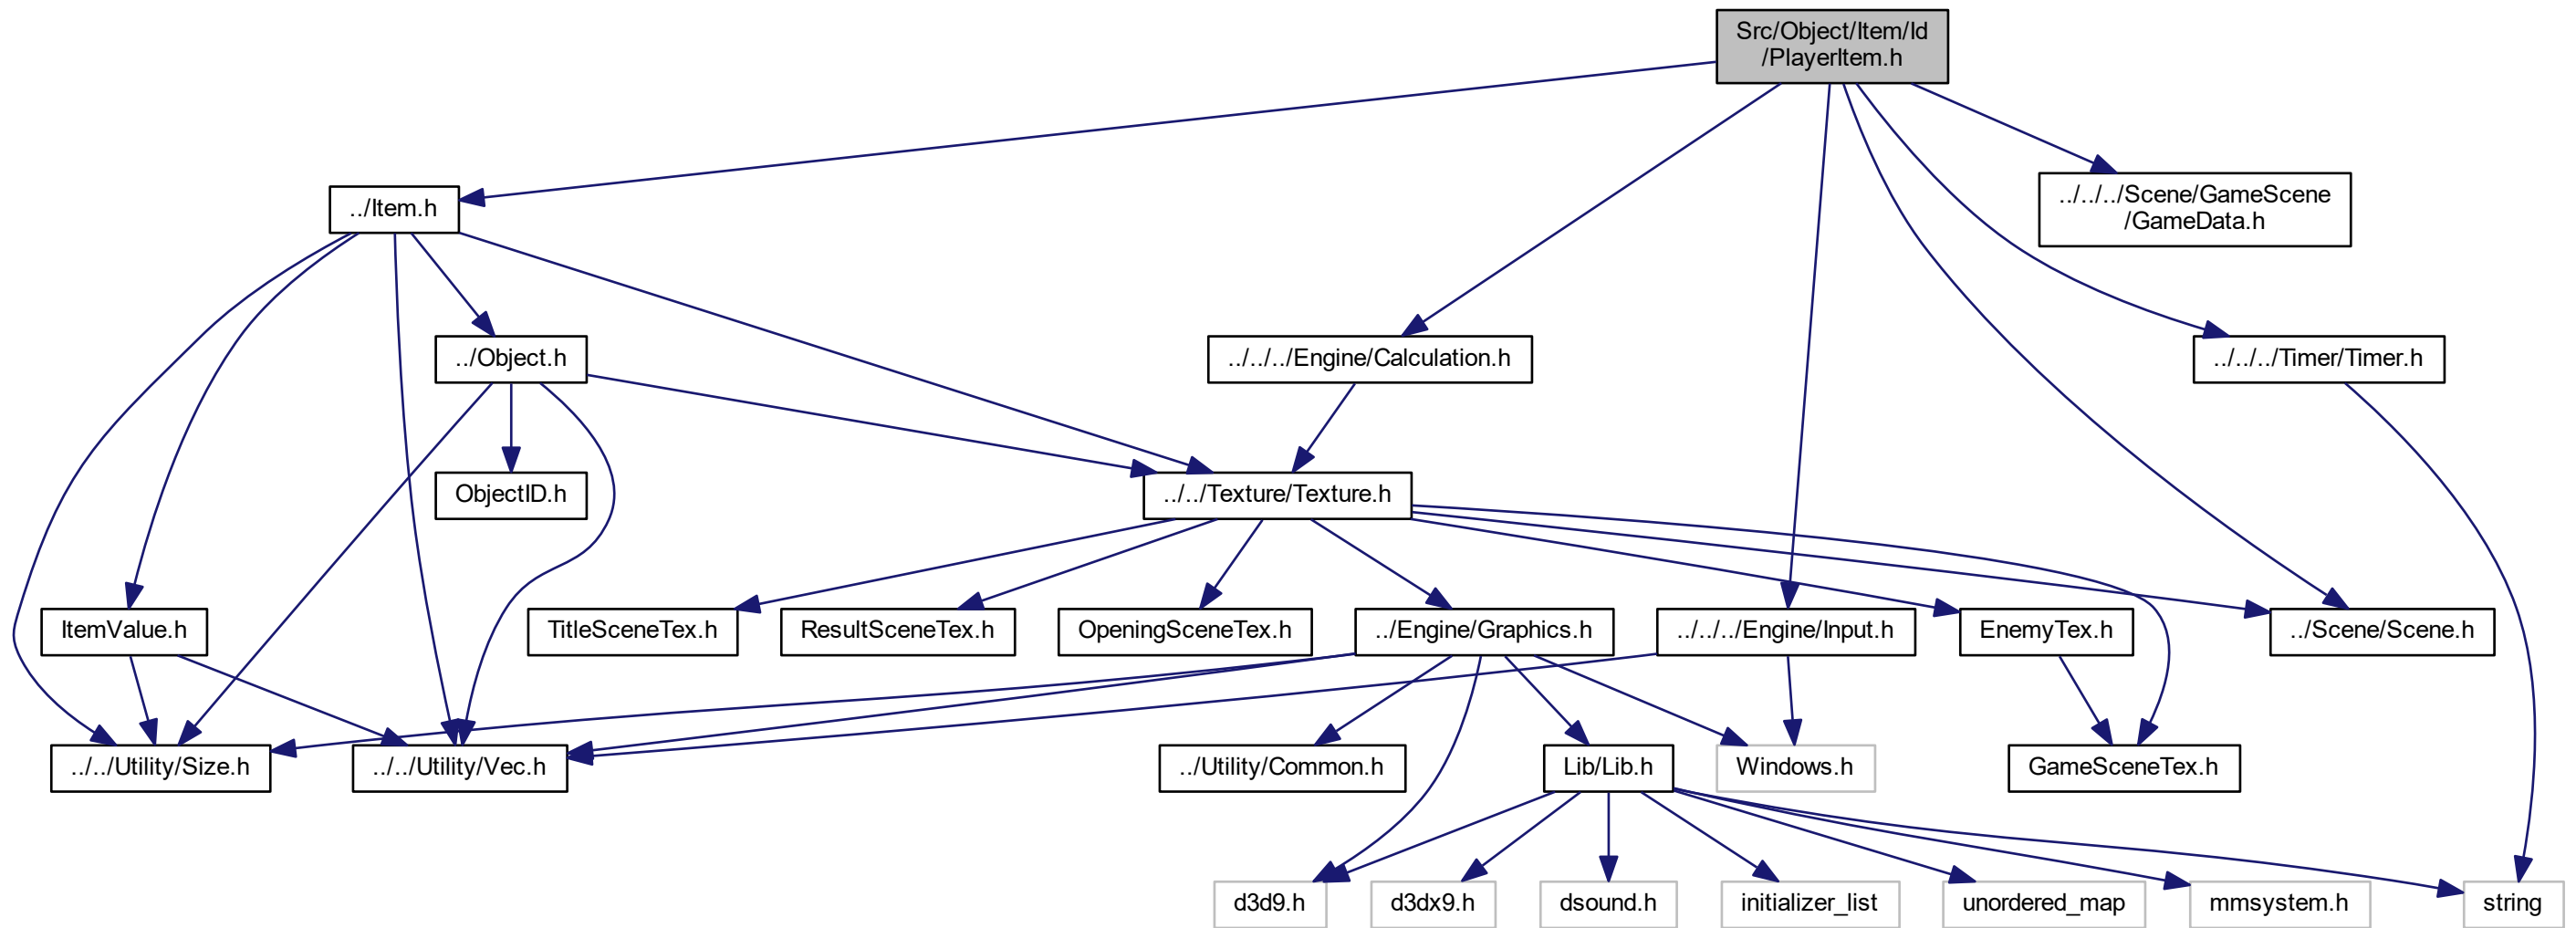 Src/Object/Item/Id
/PlayerItem.h
../Item.h
../../../Scene/GameScene
/GameData.h
../Object.h
../../../Engine/Calculation.h
../../../Timer/Timer.h
ObjectID.h
../../Texture/Texture.h
ItemValue.h
TitleSceneTex.h
ResultSceneTex.h
OpeningSceneTex.h
../Engine/Graphics.h
../../../Engine/Input.h
EnemyTex.h
../Scene/Scene.h
../../Utility/Size.h
../../Utility/Vec.h
../Utility/Common.h
Lib/Lib.h
Windows.h
GameSceneTex.h
d3d9.h
d3dx9.h
dsound.h
initializer_list
unordered_map
mmsystem.h
string